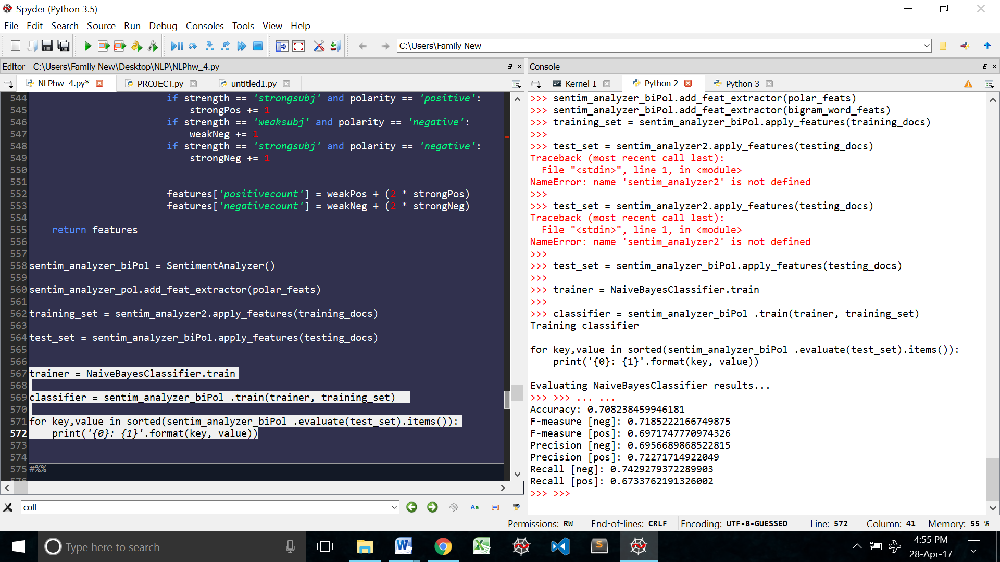 Spyder (Python 3.5)
File Edit Search Source Run Debug Consoles Tools View Help
C:\Users\Family New
Editor - C:\Users\Family New\Desktop\NLP\NLPhw_4.py
NLPhw_4.py* PROJECT.py untitled1.py
544 if strength == 'strongsubj' and polarity == 'positive':
545 strongPos += 1
546 if strength == 'weaksubj' and polarity == 'negative':
547 weakNeg += 1
548 if strength == 'strongsubj' and polarity == 'negative':
549 strongNeg += 1
550
551
552 features['positivecount'] = weakPos + (2 * strongPos)
553 features['negativecount'] = weakNeg + (2 * strongNeg)
554
555 return features
556
557
558 sentim_analyzer_biPol = SentimentAnalyzer()
559
560 sentim_analyzer_pol.add_feat_extractor(polar_feats)
561
562 training_set = sentim_analyzer2.apply_features(training_docs)
563
564 test_set = sentim_analyzer_biPol.apply_features(testing_docs)
565
566
567 trainer = NaiveBayesClassifier.train
568
569 classifier = sentim_analyzer_biPol .train(trainer, training_set)
570
571 for key,value in sorted(sentim_analyzer_biPol .evaluate(test_set).items()):
572 print('{0}: {1}'.format(key, value))
573
574
575 #%%
576
coll
Aa
Console
IP: Kernel 1 Python 2 Python 3
>>> sentim_analyzer_biPol.add_feat_extractor(polar_feats)
>>> sentim_analyzer_biPol.add_feat_extractor(bigram_word_feats)
>>> training_set = sentim_analyzer_biPol.apply_features(training_docs)
>>>
>>> test_set = sentim_analyzer2.apply_features(testing_docs)
Traceback (most recent call last):
File "<stdin>", line 1, in <module>
NameError: name 'sentim_analyzer2' is not defined
>>>
>>> test_set = sentim_analyzer2.apply_features(testing_docs)
Traceback (most recent call last):
File "<stdin>", line 1, in <module>
NameError: name 'sentim_analyzer2' is not defined
>>>
>>> test_set = sentim_analyzer_biPol.apply_features(testing_docs)
>>>
>>> trainer = NaiveBayesClassifier.train
>>>
>>> classifier = sentim_analyzer_biPol .train(trainer, training_set)
Training classifier
for key,value in sorted(sentim_analyzer_biPol .evaluate(test_set).items()):
print('{0}: {1}'.format(key, value))
Evaluating NaiveBayesClassifier results...
>>> >>> ... ...
Accuracy: 0.708238459946181
F-measure [neg]: 0.7185222166749875
F-measure [pos]: 0.6971747770974326
Precision [neg]: 0.6956689868522815
Precision [pos]: 0.72271714922049
Recall [neg]: 0.7429279372289903
Recall [pos]: 0.6733762191326002
>>> >>>
Permissions: RW End-of-lines: CRLF Encoding: UTF-8-GUESSED Line: 572 Column: 41 Memory: 55 %
Type here to search
4:55 PM
28-Apr-17